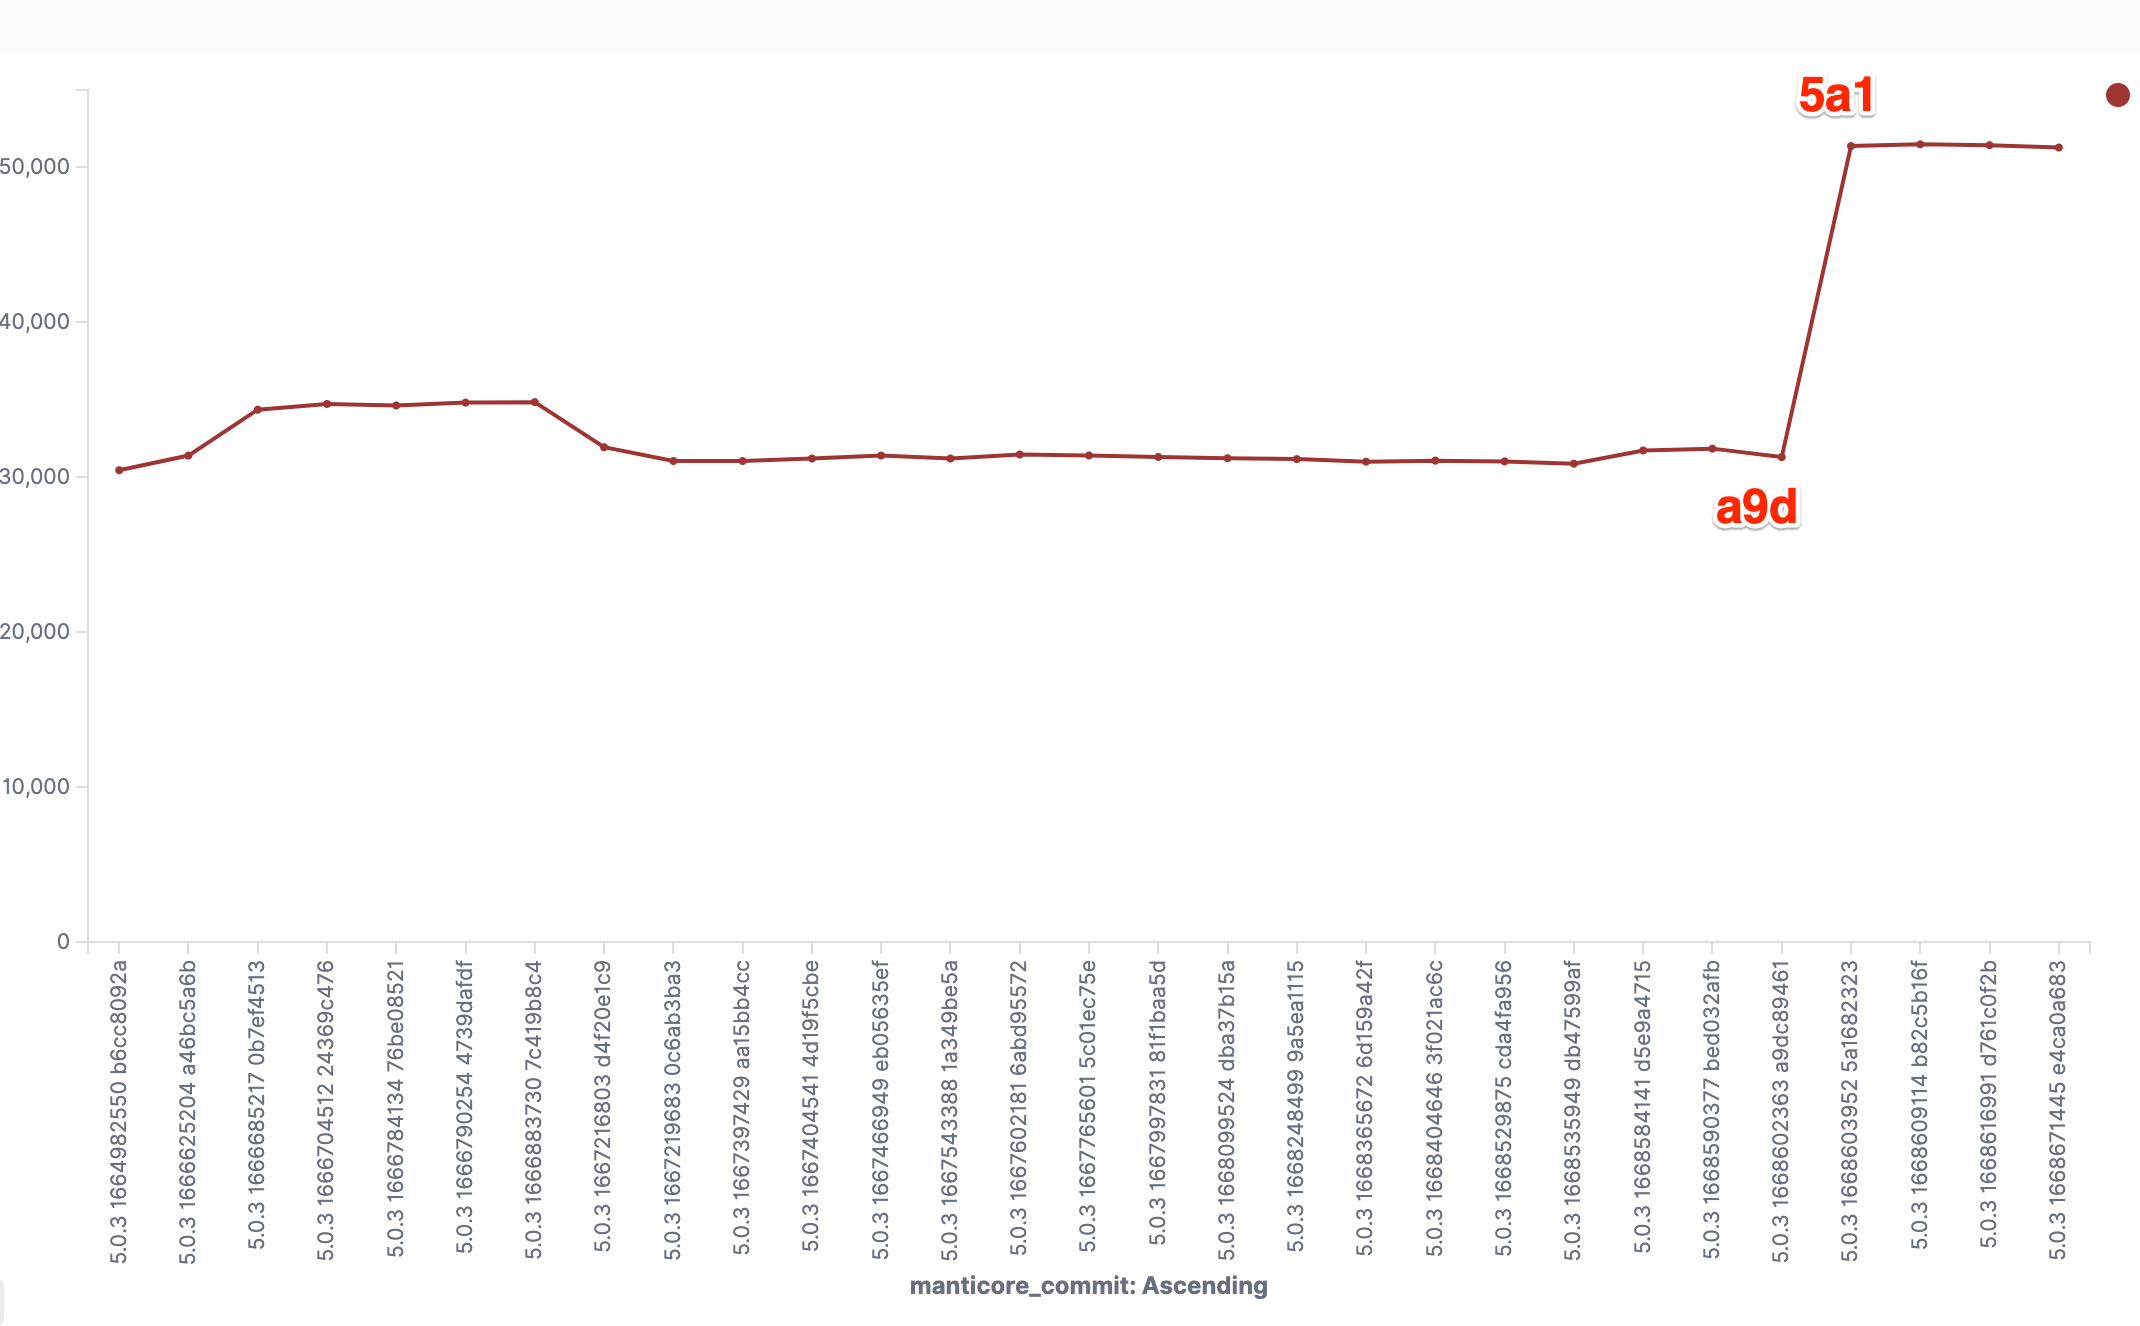 5a1
50,000
40,000
30,000
a9d
20,000
10,000
0
5.0.3 1664982550 b6cc8092a
5.0.3 1666625204 a46bc5a6b
5.0.3 1666685217 0b7ef4513
5.0.3 1666704512 24369c476
5.0.3 1666784134 76be08521
5.0.3 1666790254 4739dafdf
5.0.3 1666883730 7c419b8c4
5.0.3 1667216803 d4f20e1c9
5.0.3 1667219683 0c6ab3ba3
5.0.3 1667397429 aa15bb4cc
5.0.3 1667404541 4d19f5cbe
5.0.3 1667466949 eb05635ef
5.0.3 1667543388 1a349be5a
5.0.3 1667602181 6abd95572
5.0.3 1667765601 5c01ec75e
5.0.3 1667997831 81f1baa5d
5.0.3 1668099524 dba37b15a
5.0.3 1668248499 9a5ea1115
5.0.3 1668365672 6d159a42f
5.0.3 1668404646 3f021ac6c
5.0.3 1668529875 cda4fa956
5.0.3 1668535949 db47599af
5.0.3 1668584141 d5e9a4715
5.0.3 1668590377 bed032afb
5.0.3 1668602363 a9dc89461
5.0.3 1668603952 5a1682323
5.0.3 1668609114 b82c5b16f
5.0.3 1668616991 d761c0f2b
5.0.3 1668671445 e4ca0a683
manticore_commit: Ascending